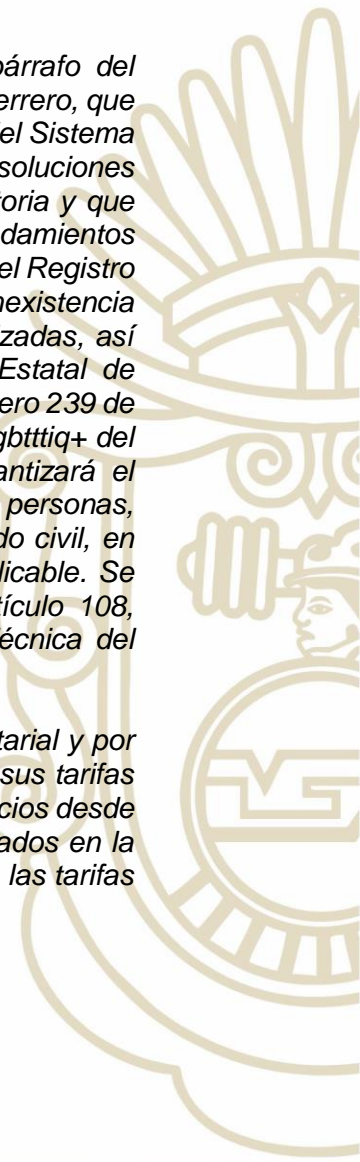 párrafo del
errero, que
del Sistema
soluciones
toria y que
ndamientos
el Registro
nexistencia
izadas, así
Estatal de
ero 239 de
gbtttiq+ del
antizará el
personas,
do civil, en
licable. Se
tículo 108,
écnica del
tarial y por
sus tarifas
cios desde
ados en la
las tarifas